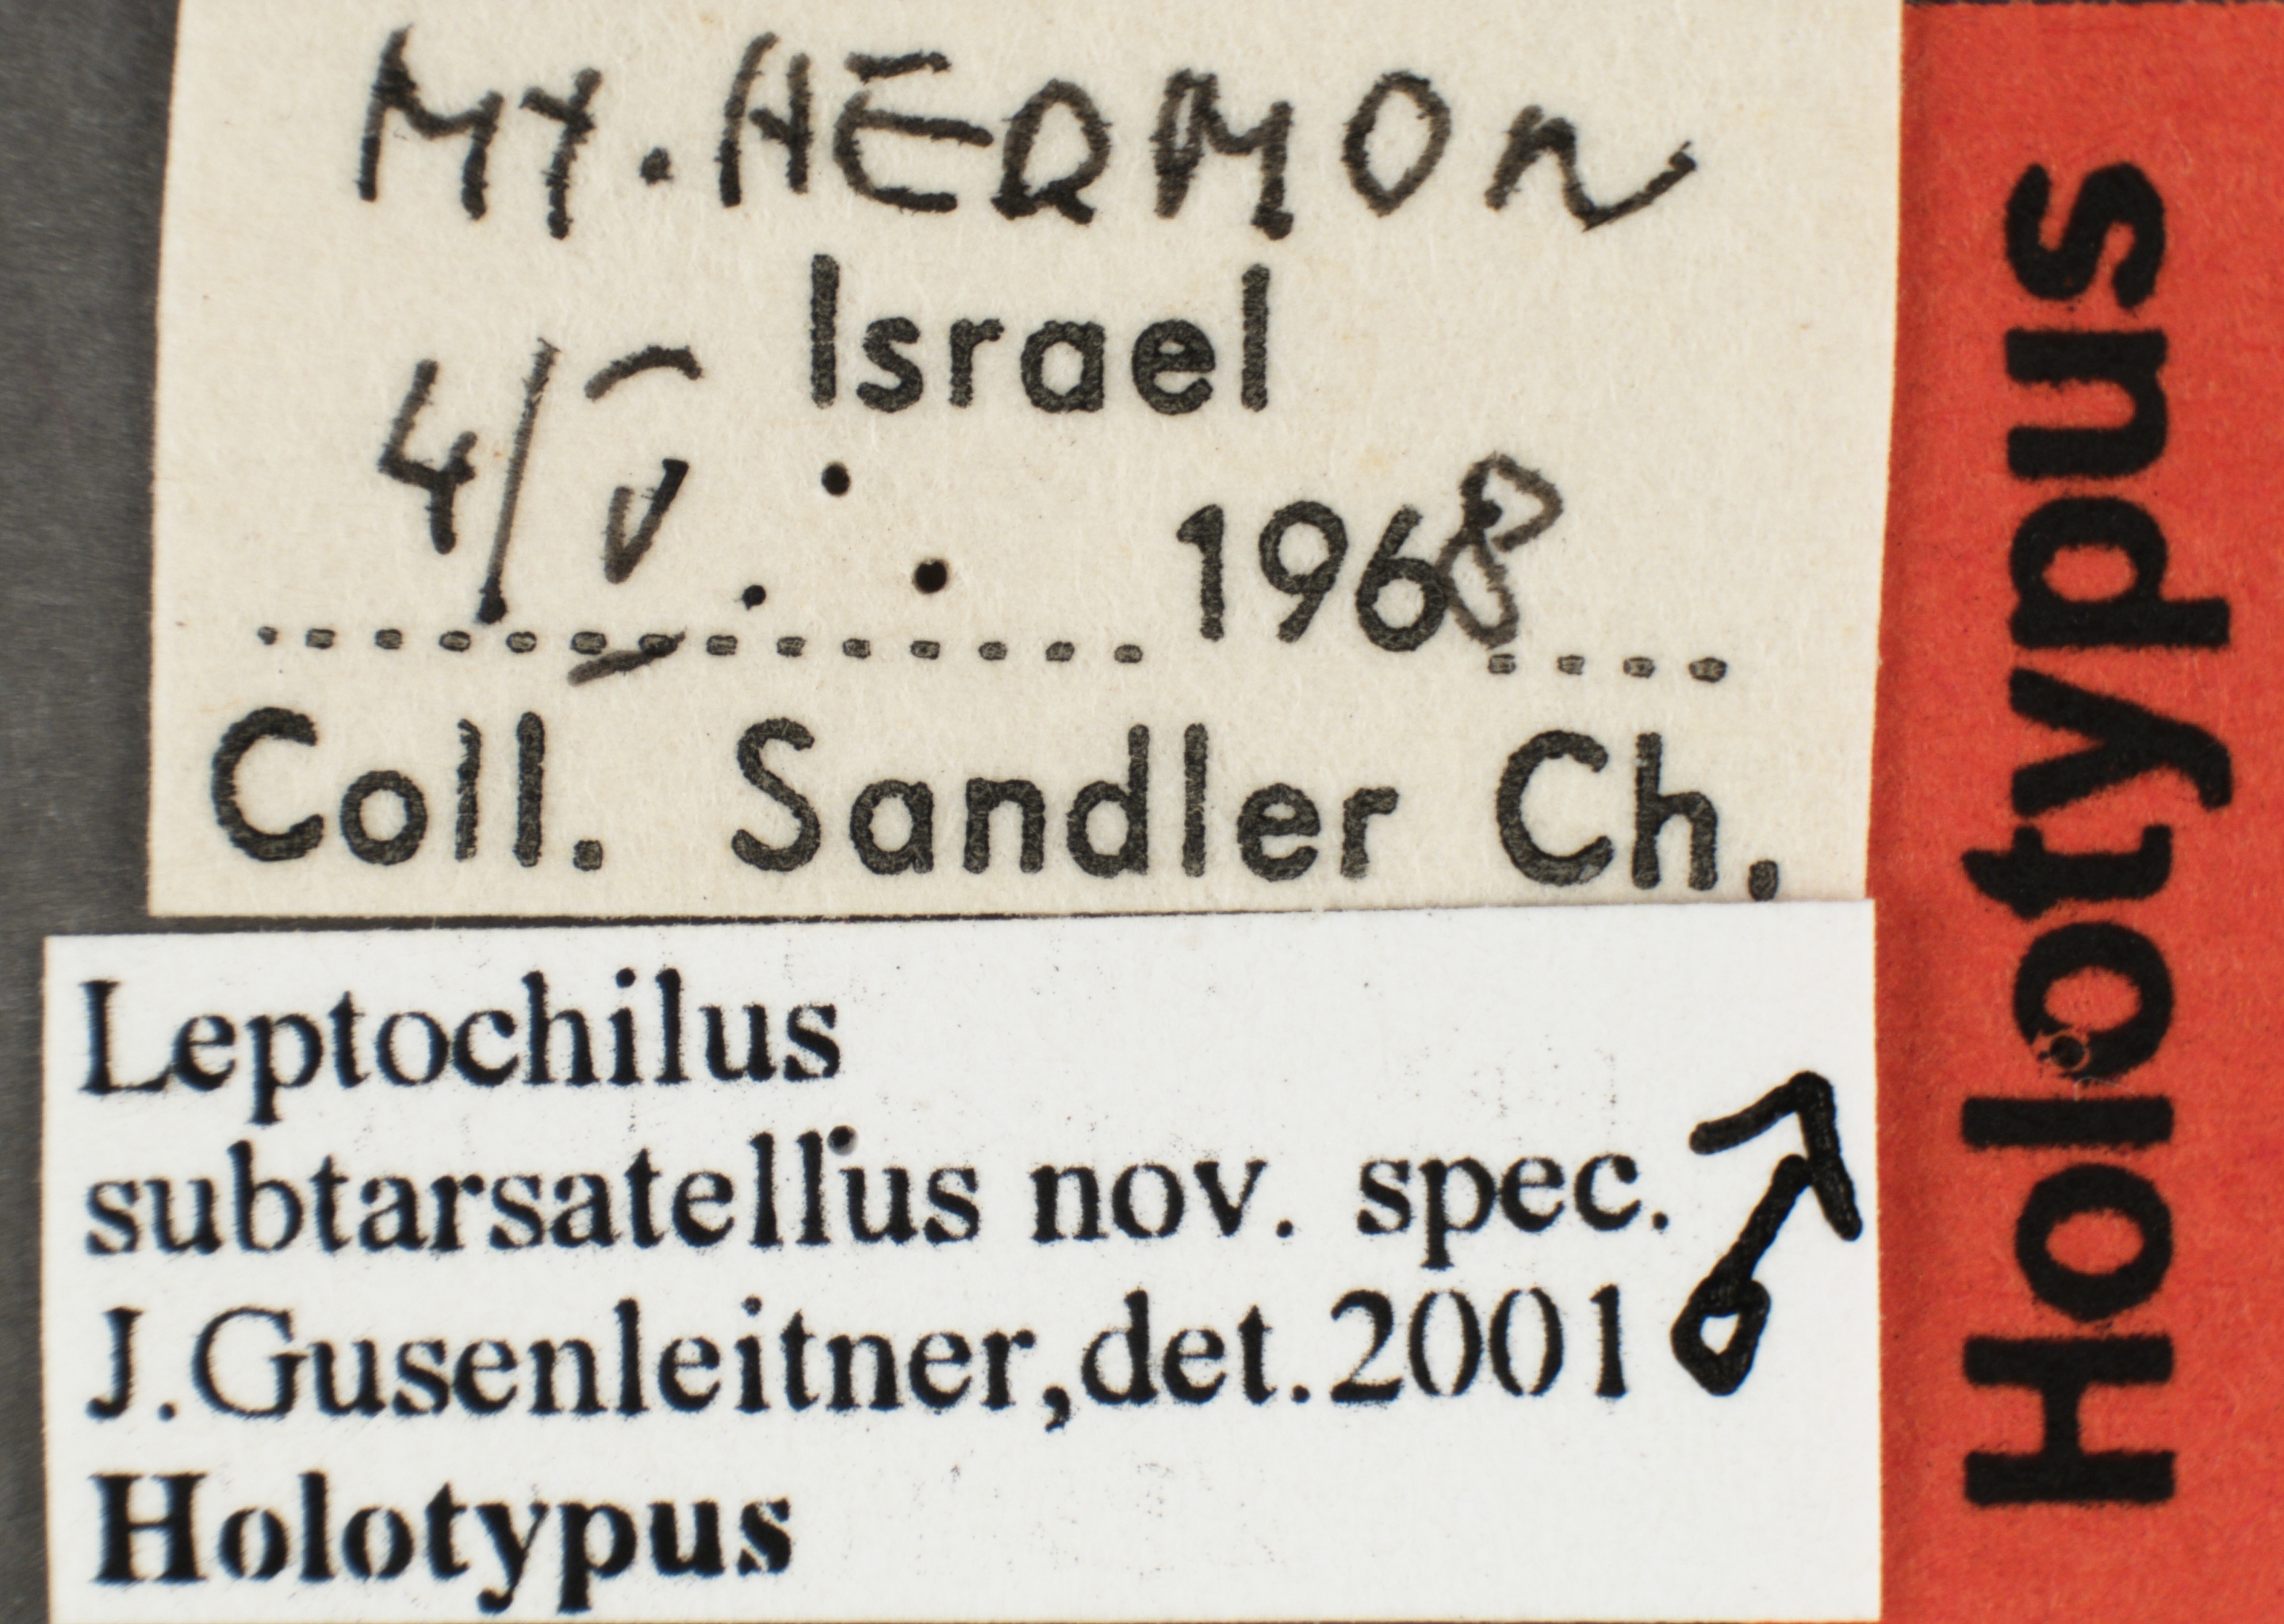 MT. HERMON
Israel
4/V. 1968
Coll. Sandler Ch.
Leptochilus
subtarsatellus nov. spec.
J.Gusenleitner,det.2001 ♂
Holotypus
Holotypus